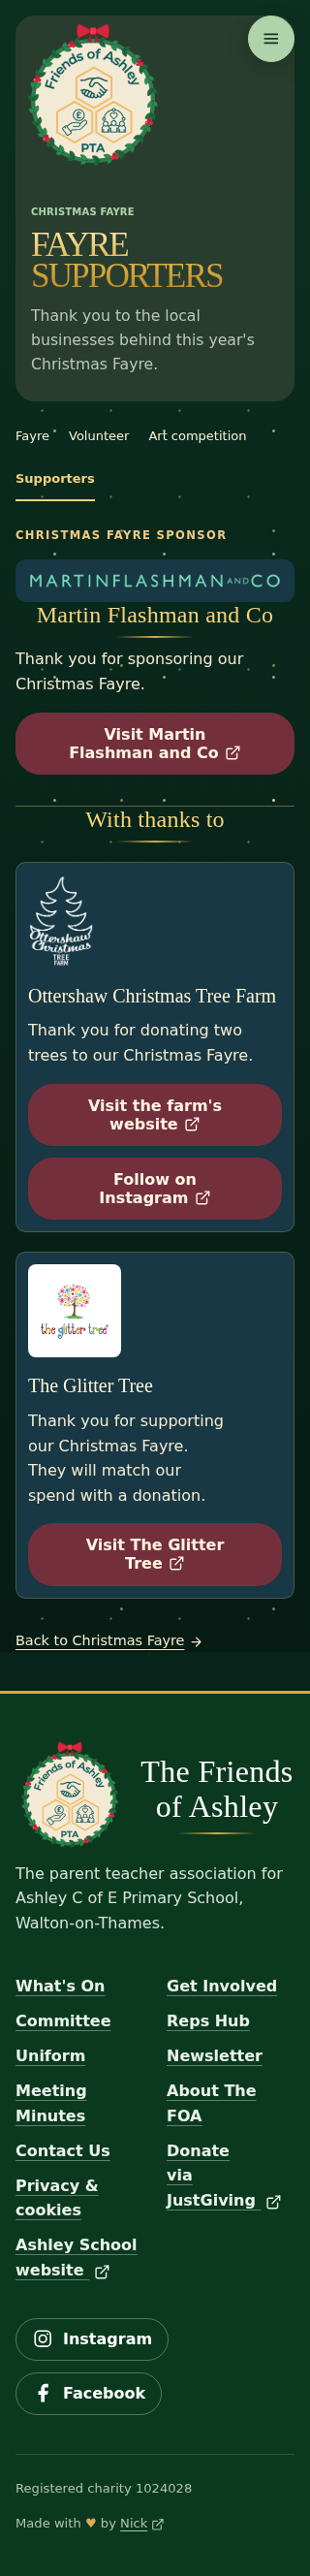 Friends of Ashley
PTA
CHRISTMAS FAYRE
FAYRE
SUPPORTERS
Thank you to the local
businesses behind this year's
Christmas Fayre.
Fayre Volunteer Art competition
Supporters
CHRISTMAS FAYRE SPONSOR
MARTINFLASHMANANDCO
Martin Flashman and Co
Thank you for sponsoring our
Christmas Fayre.
Visit Martin
Flashman and Co
With thanks to
Ottershaw
Christmas
TREE
FARM
Ottershaw Christmas Tree Farm
Thank you for donating two
trees to our Christmas Fayre.
Visit the farm's
website
Follow on
Instagram
the glitter tree
The Glitter Tree
Thank you for supporting
our Christmas Fayre.
They will match our
spend with a donation.
Visit The Glitter
Tree
Back to Christmas Fayre
Friends of Ashley
PTA
The Friends
of Ashley
The parent teacher association for
Ashley C of E Primary School,
Walton-on-Thames.
What's On
Committee
Uniform
Meeting
Minutes
Contact Us
Privacy &
cookies
Ashley School
website
Get Involved
Reps Hub
Newsletter
About The
FOA
Donate
via
JustGiving
Instagram
Facebook
Registered charity 1024028
Made with ♥ by Nick